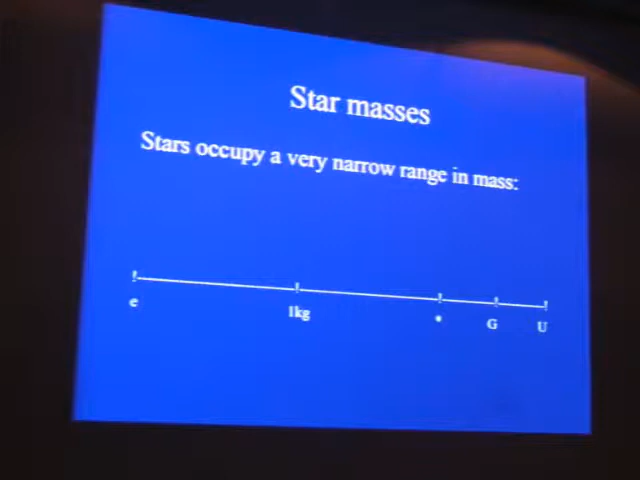 Star masses
Stars occupy a very narrow range in mass:
!---------------!---------------!-----!-----!
e 1kg * G U